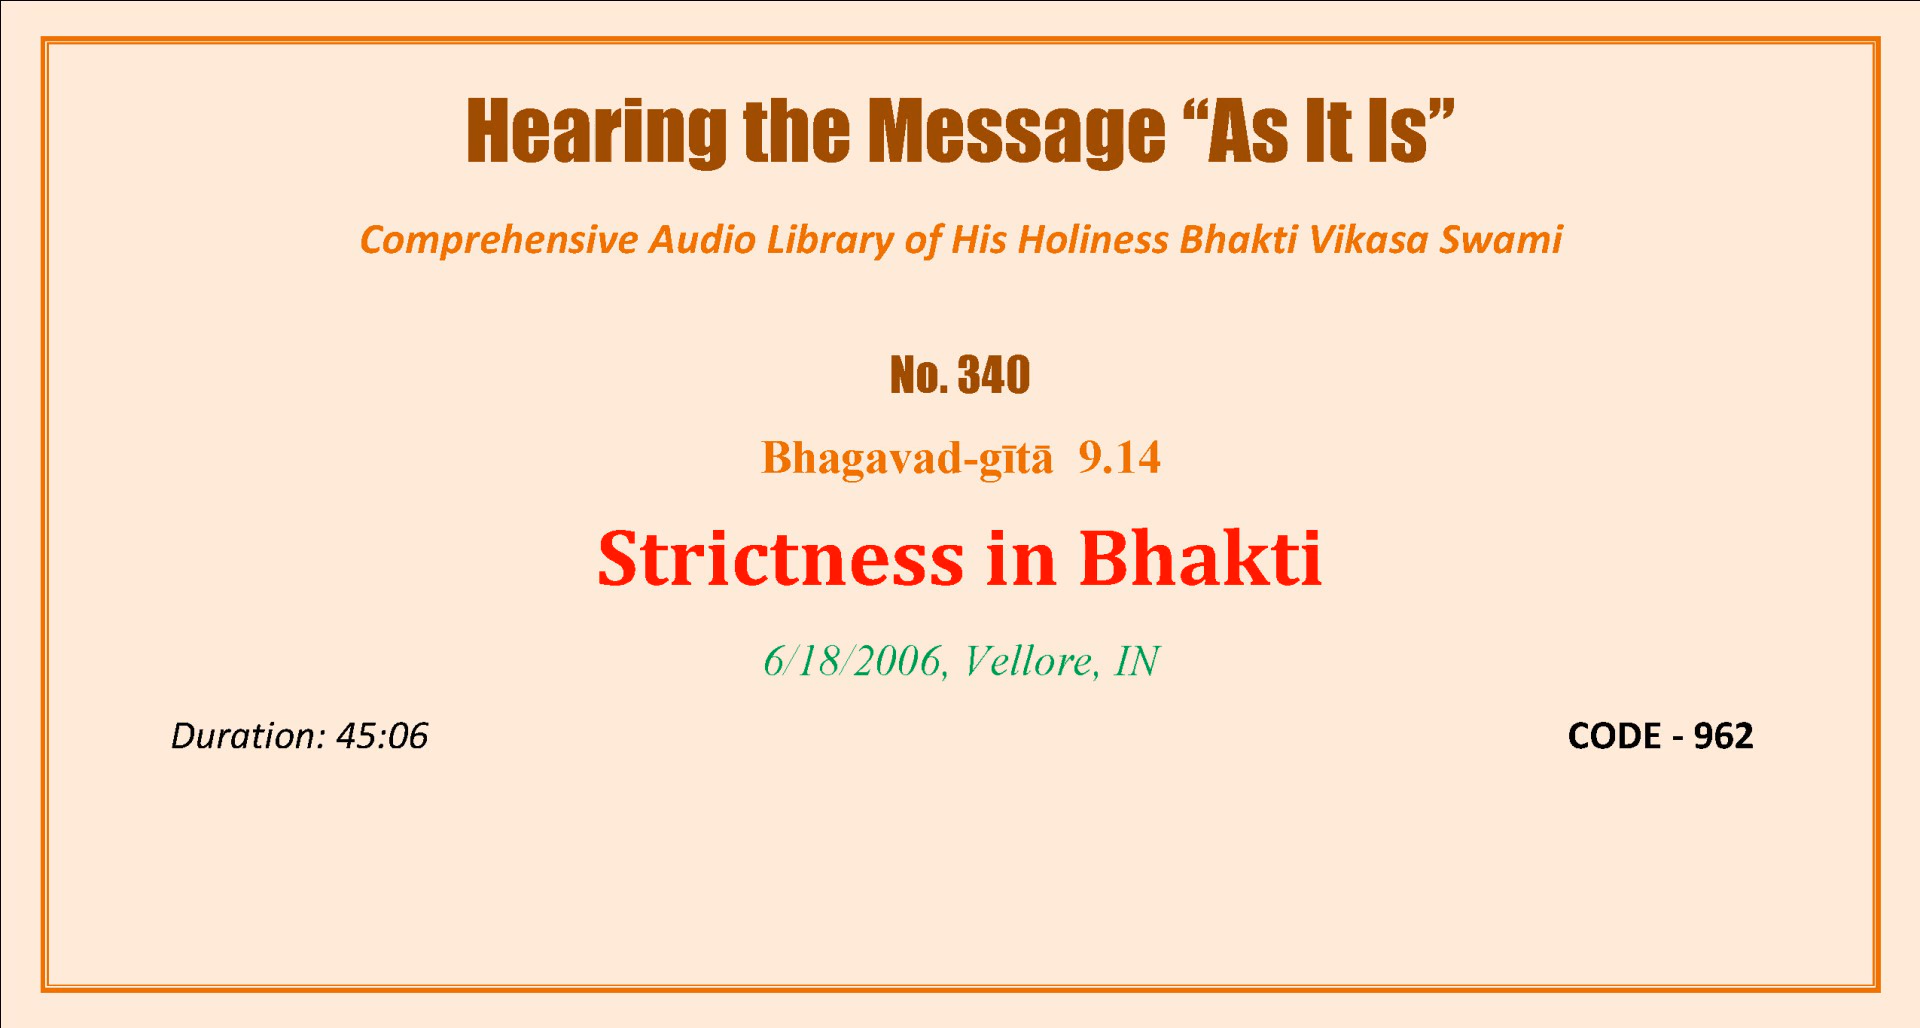 Hearing the Message “As It Is”
Comprehensive Audio Library of His Holiness Bhakti Vikasa Swami
No. 340
Bhagavad-gītā 9.14
Strictness in Bhakti
6/18/2006, Vellore, IN
Duration: 45:06
CODE - 962